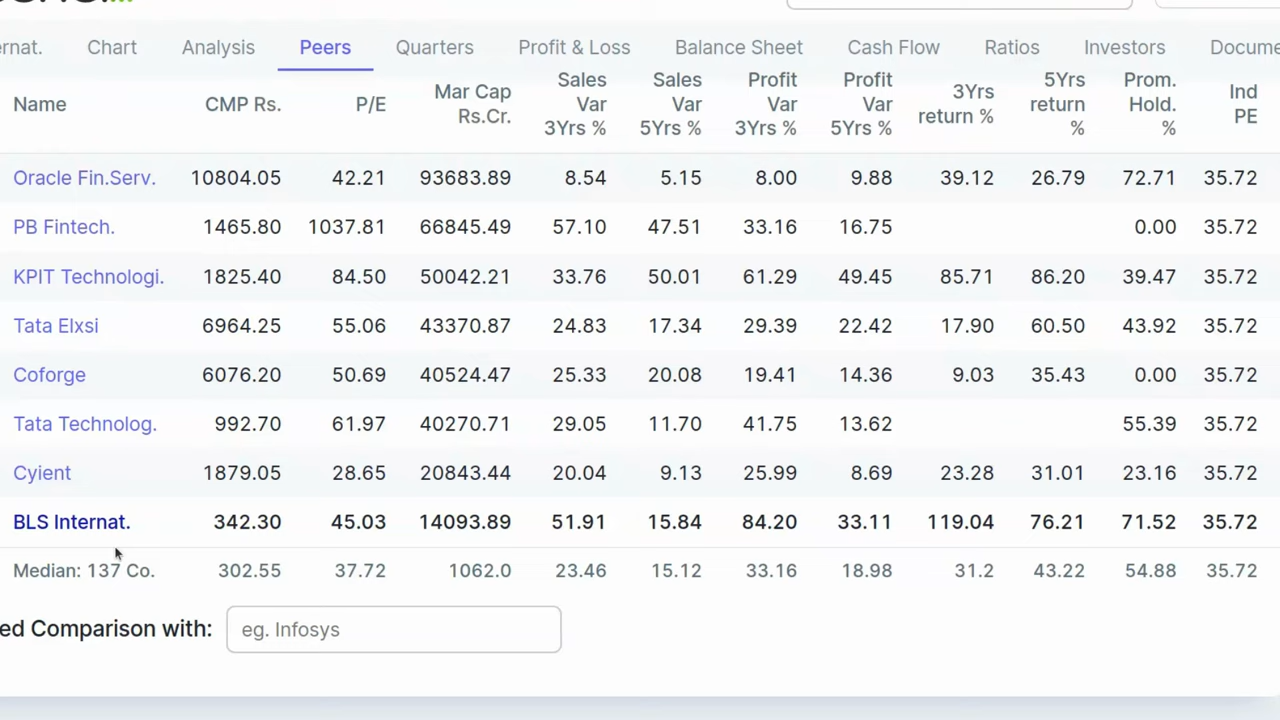 ernat. Chart Analysis Peers Quarters Profit & Loss Balance Sheet Cash Flow Ratios Investors Docume
Name CMP Rs. P/E Mar Cap Rs.Cr. Sales Var 3Yrs % Sales Var 5Yrs % Profit Var 3Yrs % Profit Var 5Yrs % 3Yrs return % 5Yrs return % Prom. Hold. % Ind PE
Oracle Fin.Serv. 10804.05 42.21 93683.89 8.54 5.15 8.00 9.88 39.12 26.79 72.71 35.72
PB Fintech. 1465.80 1037.81 66845.49 57.10 47.51 33.16 16.75 0.00 35.72
KPIT Technologi. 1825.40 84.50 50042.21 33.76 50.01 61.29 49.45 85.71 86.20 39.47 35.72
Tata Elxsi 6964.25 55.06 43370.87 24.83 17.34 29.39 22.42 17.90 60.50 43.92 35.72
Coforge 6076.20 50.69 40524.47 25.33 20.08 19.41 14.36 9.03 35.43 0.00 35.72
Tata Technolog. 992.70 61.97 40270.71 29.05 11.70 41.75 13.62 55.39 35.72
Cyient 1879.05 28.65 20843.44 20.04 9.13 25.99 8.69 23.28 31.01 23.16 35.72
BLS Internat. 342.30 45.03 14093.89 51.91 15.84 84.20 33.11 119.04 76.21 71.52 35.72
Median: 137 Co. 302.55 37.72 1062.0 23.46 15.12 33.16 18.98 31.2 43.22 54.88 35.72
ed Comparison with: eg. Infosys